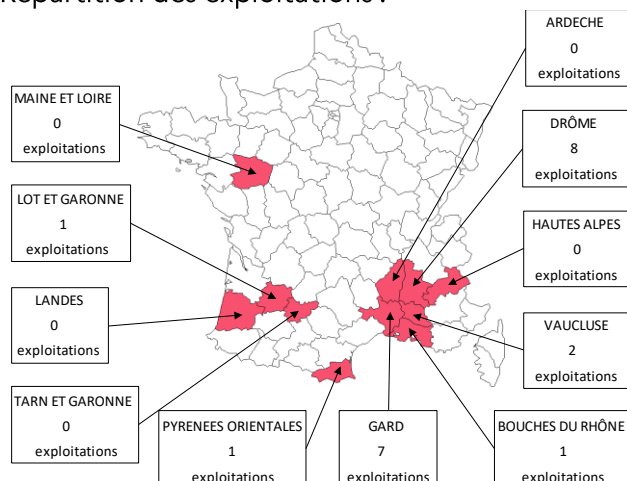 Répartition des exploitations :
ARDECHE
0
exploitations
MAINE ET LOIRE
0
exploitations
DRÔME
8
exploitations
LOT ET GARONNE
1
exploitations
HAUTES ALPES
0
exploitations
LANDES
0
exploitations
VAUCLUSE
2
exploitations
TARN ET GARONNE
0
exploitations
PYRENEES ORIENTALES
1
exploitations
GARD
7
exploitations
BOUCHES DU RHÔNE
1
exploitations